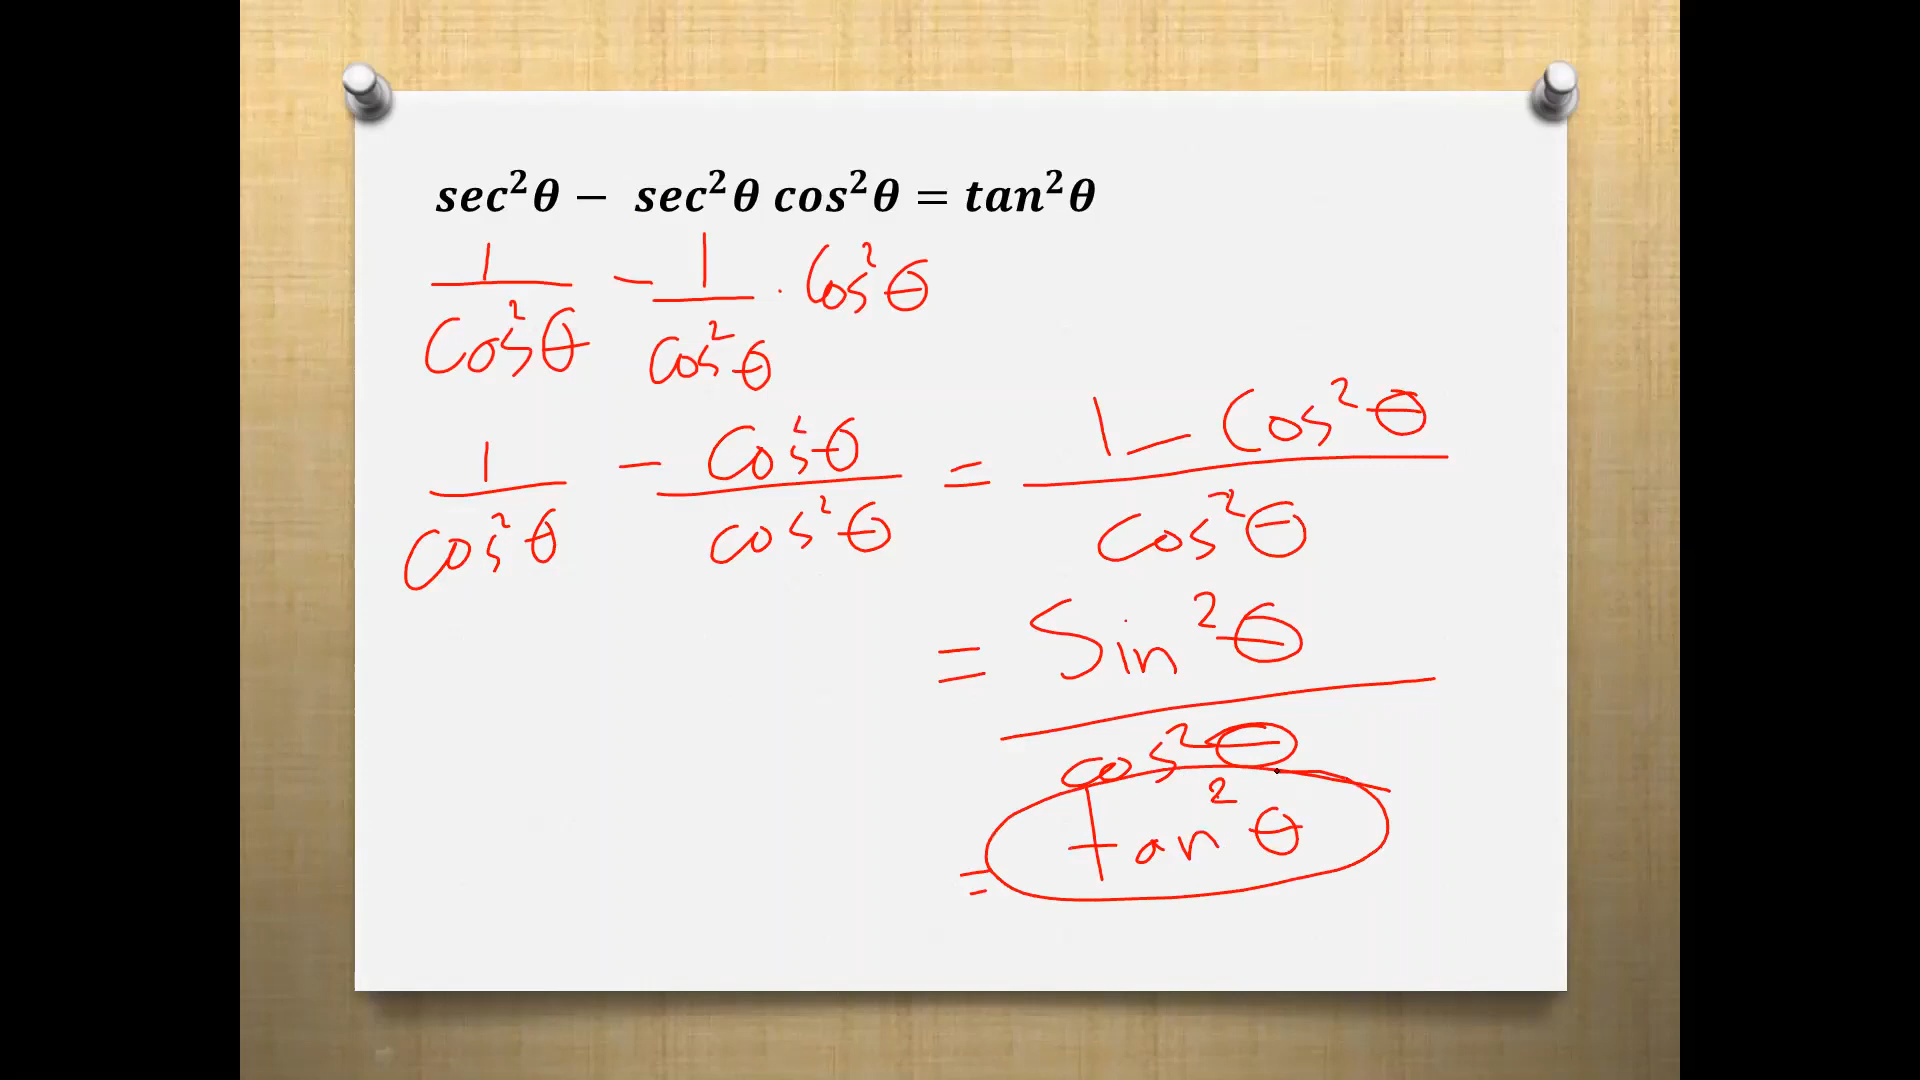 sec²θ − sec²θ cos²θ = tan²θ
1/cos²θ − 1/cos²θ · cos²θ
1/cos²θ − cos²θ/cos²θ = 1 − cos²θ/cos²θ
= sin²θ/cos²θ
= tan²θ